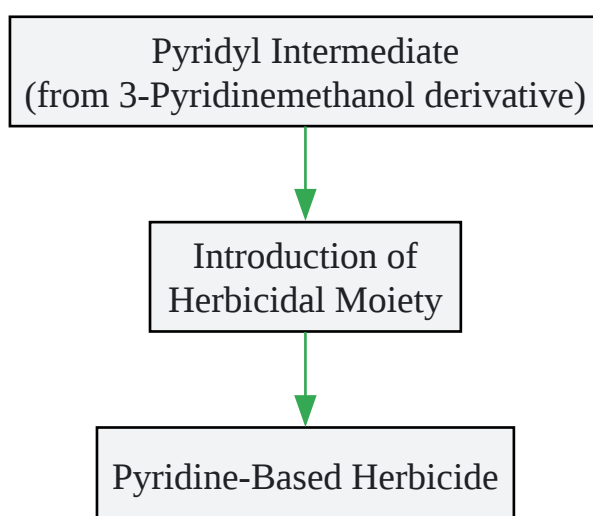 Pyridyl Intermediate
(from 3-Pyridinemethanol derivative)
Introduction of
Herbicidal Moiety
Pyridine-Based Herbicide